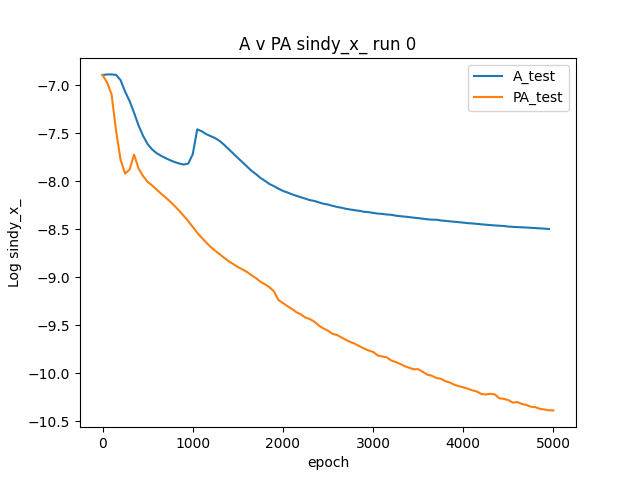 A v PA sindy_x_ run 0
A_test
PA_test
−7.0
−7.5
−8.0
−8.5
−9.0
−9.5
−10.0
−10.5
Log sindy_x_
0
1000
2000
3000
4000
5000
epoch